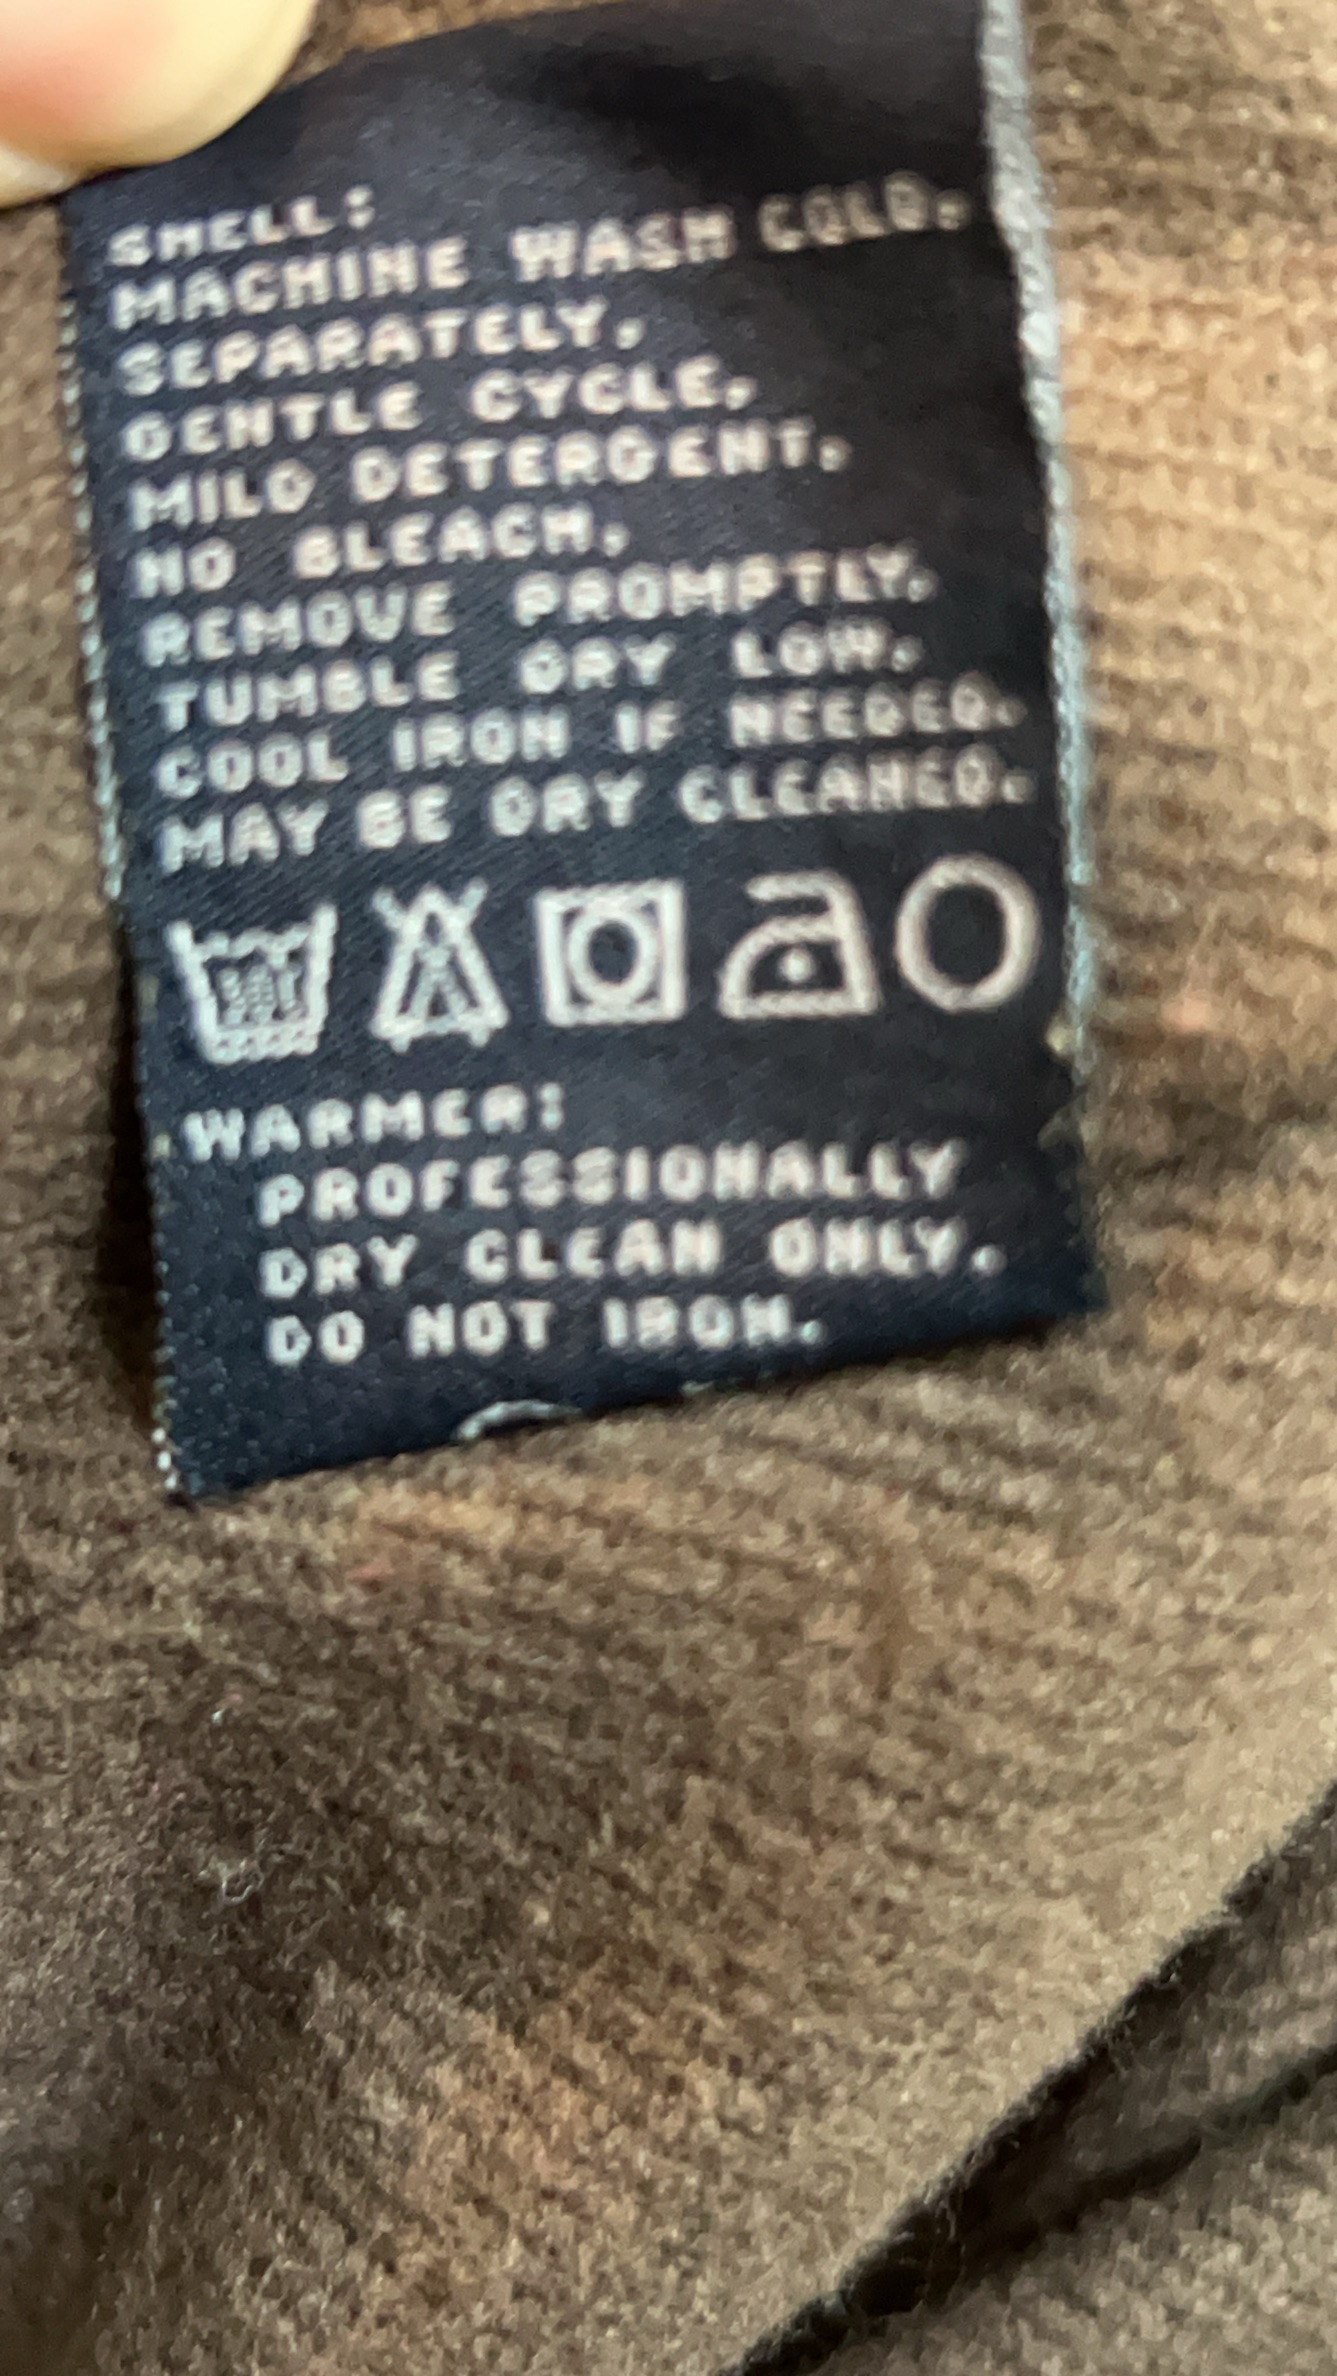 SHELL:
MACHINE WASH COLD.
SEPARATELY.
GENTLE CYCLE.
MILD DETERGENT.
NO BLEACH.
REMOVE PROMPTLY.
TUMBLE DRY LOW.
COOL IRON IF NEEDED.
MAY BE DRY CLEANED.
WARMER:
PROFESSIONALLY
DRY CLEAN ONLY.
DO NOT IRON.